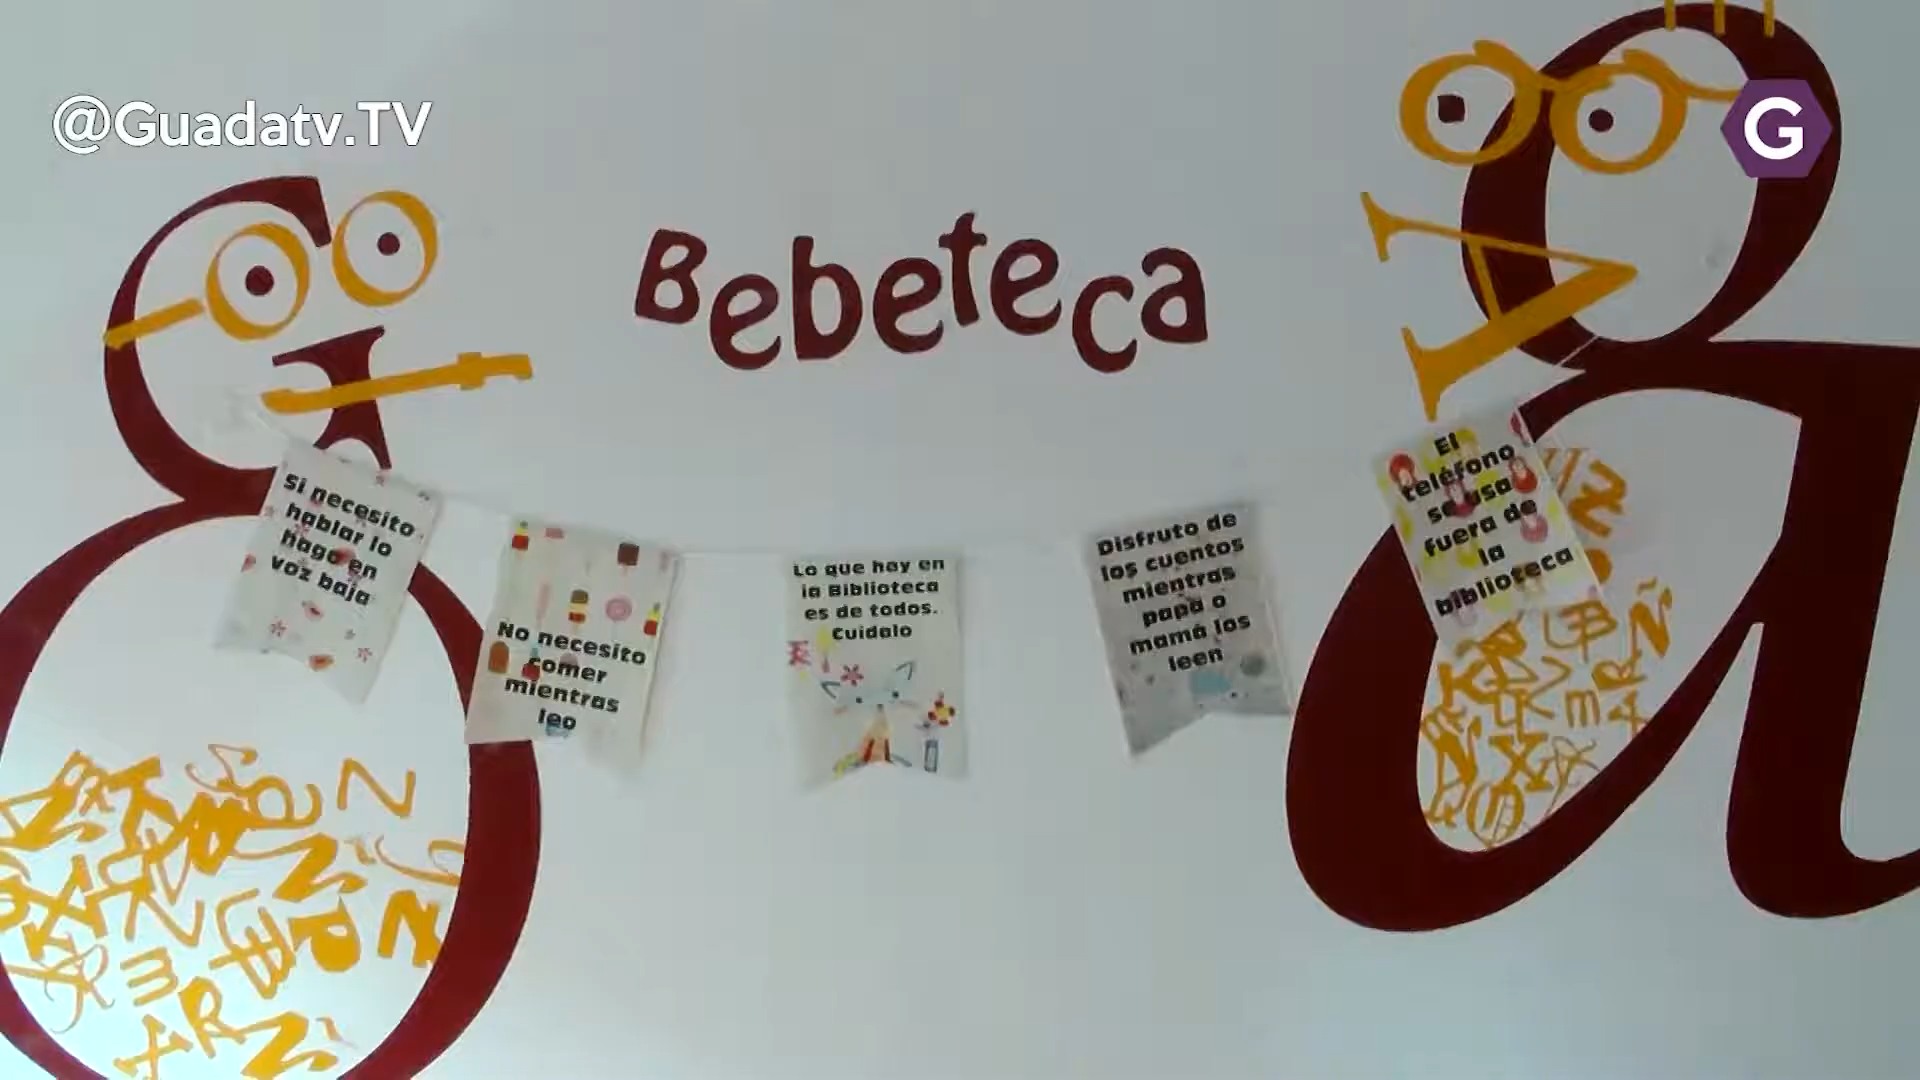 @Guadatv.TV
G
Bebeteca
Si necesito
hablar lo
hago en
voz baja
No necesito
comer
mientras
leo
Lo que hay en
la Biblioteca
es de todos.
Cuidalo
Disfruto de
los cuentos
mientras
papá o
mamá los
leen
El
teléfono
se usa
fuera de
la
biblioteca